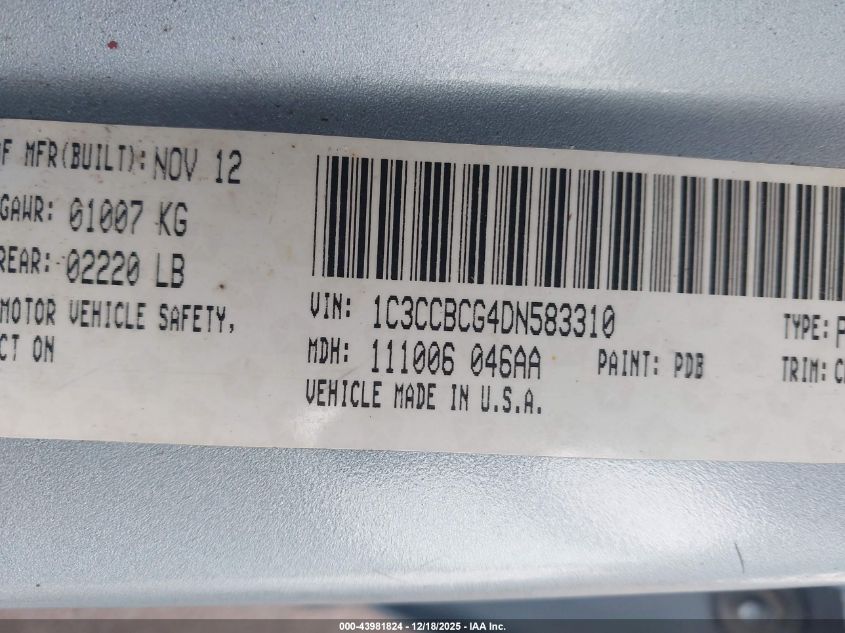 MFR(BUILT): NOV 12
GAWR: 01007 KG
REAR: 02220 LB
MOTOR VEHICLE SAFETY,
CT ON
VIN: 1C3CCBCG4DN583310
TYPE: P
MDH: 111006 046AA
PAINT: PDB
TRIM: C
VEHICLE MADE IN U.S.A.
000-43981824 - 12/18/2025 - IAA Inc.